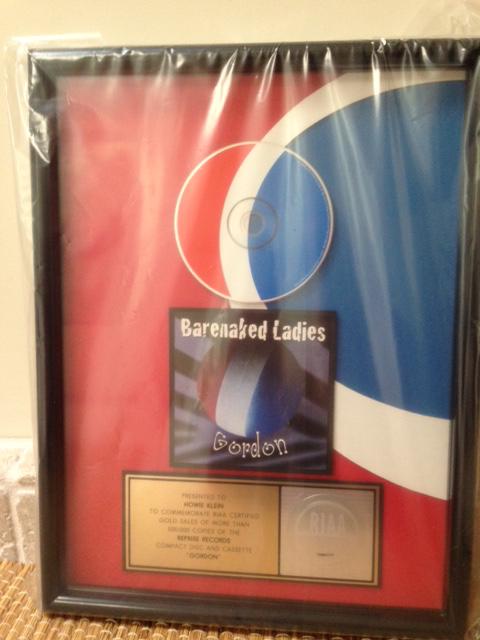 Barenaked Ladies
Gordon
PRESENTED TO
HOWIE KLEIN
TO COMMEMORATE RIAA CERTIFIED
GOLD SALES OF MORE THAN
500,000 COPIES OF THE
REPRISE RECORDS
COMPACT DISC AND CASSETTE
"GORDON"
RIAA